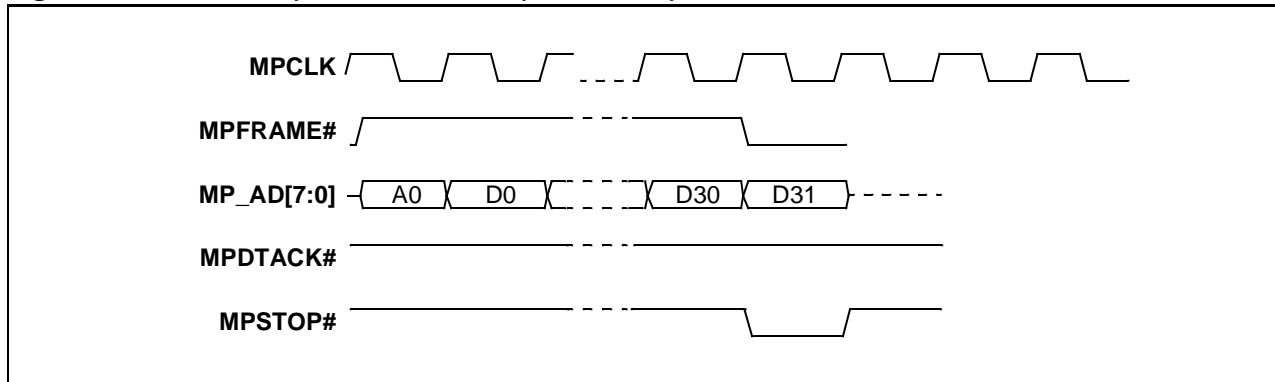 MPCLK
MPFRAME#
MP_AD[7:0] A0 D0 D30 D31
MPDTACK#
MPSTOP#